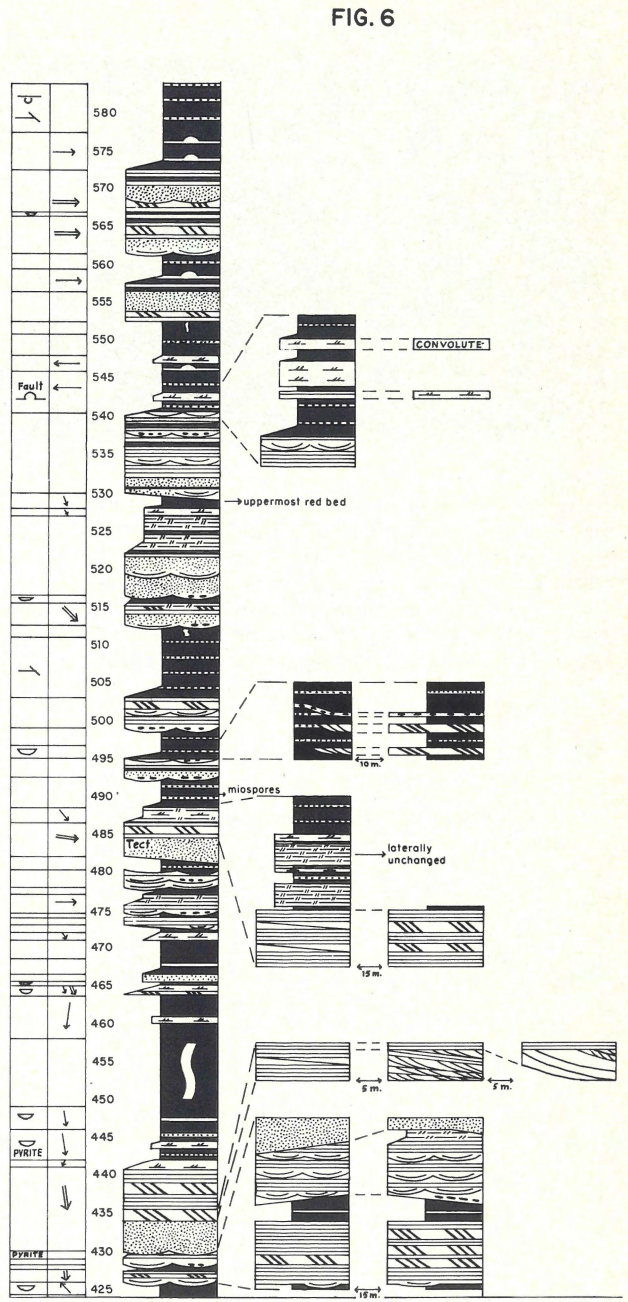 FIG. 6
580
575
570
565
560
555
550
CONVOLUTE
545
Fault
540
535
530
uppermost red bed
525
520
515
510
505
500
495
10 m.
490
miospores
485
Tect.
laterally
unchanged
480
475
470
15 m.
465
460
455
450
5 m.
5 m.
445
PYRITE
440
435
430
PYRITE
425
15 m.